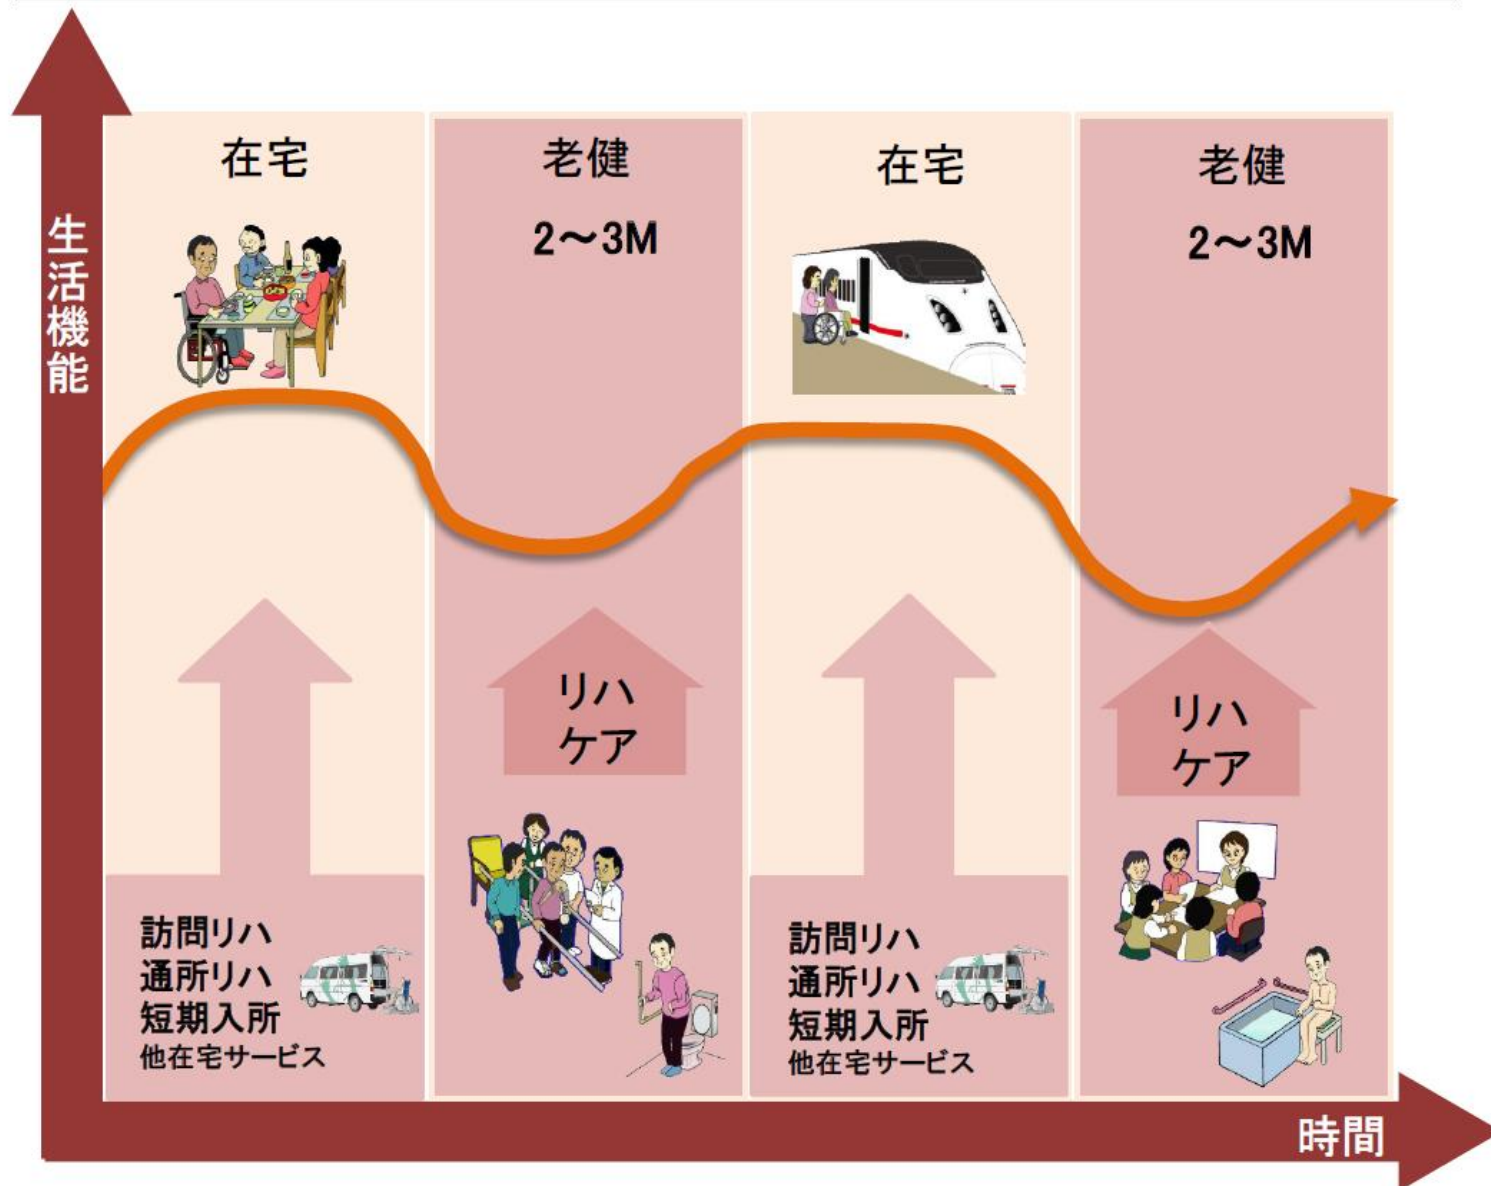 生活機能
在宅
老健
2～3M
在宅
老健
2～3M
リハ
ケア
リハ
ケア
訪問リハ
通所リハ
短期入所
他在宅サービス
訪問リハ
通所リハ
短期入所
他在宅サービス
時間